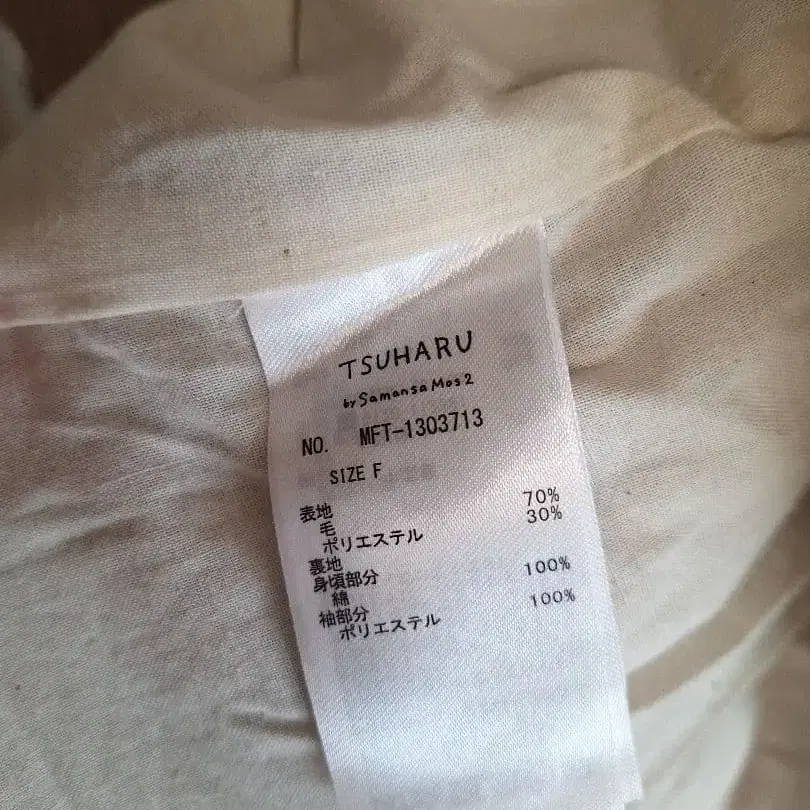 TSUHARU
by Samansa Mos2
NO. MFT-1303713
SIZE F
表地
毛 70%
ポリエステル 30%
裏地
身頃部分
綿 100%
袖部分
ポリエステル 100%